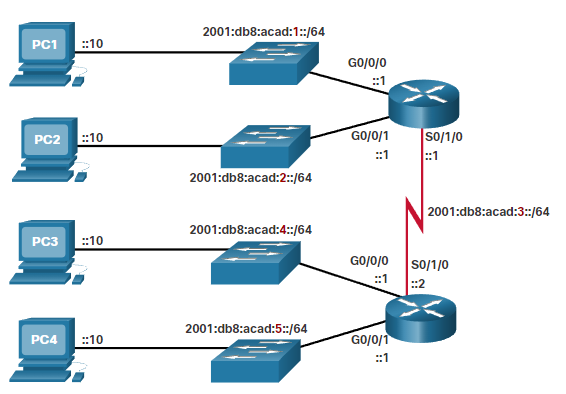 2001:db8:acad:1::/64
PC1
::10
G0/0/0
::1
PC2
::10
G0/0/1
::1
S0/1/0
::1
2001:db8:acad:2::/64
2001:db8:acad:3::/64
2001:db8:acad:4::/64
PC3
::10
G0/0/0
::1
S0/1/0
::2
2001:db8:acad:5::/64
PC4
::10
G0/0/1
::1